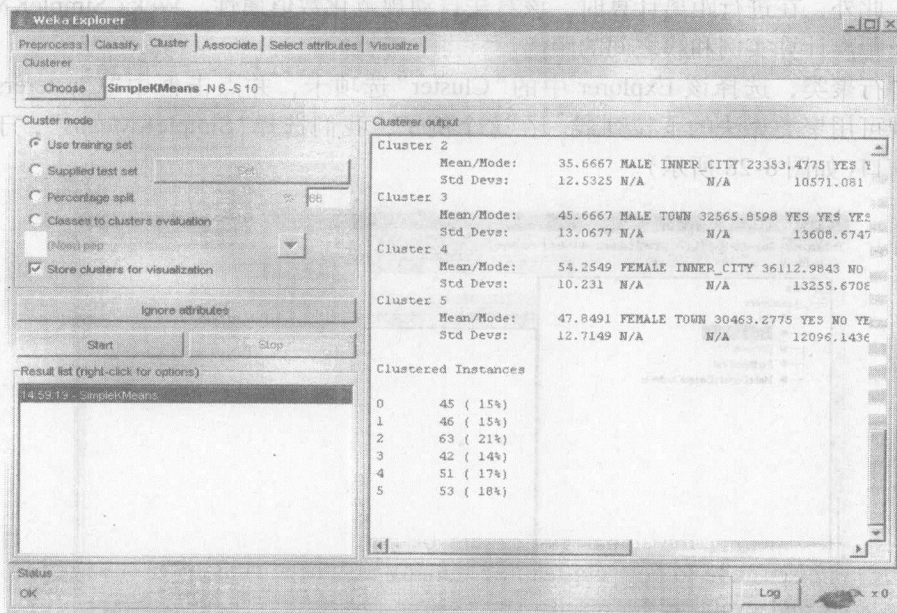 Weka Explorer
Preprocess Classify Cluster Associate Select attributes Visualize
Clusterer
Choose SimpleKMeans -N 6 -S 10
Cluster mode
Use training set
Supplied test set Set...
Percentage split % 66
Classes to clusters evaluation
(Nom) pep
Store clusters for visualization
Ignore attributes
Start Stop
Result list (right-click for options)
14:59:19 - SimpleKMeans
Clusterer output
Cluster 2
Mean/Mode: 35.6667 MALE INNER_CITY 23353.4775 YES Y
Std Devs: 12.5325 N/A N/A 10571.081
Cluster 3
Mean/Mode: 45.6667 MALE TOWN 32565.8598 YES YES YES
Std Devs: 13.0677 N/A N/A 13608.6747
Cluster 4
Mean/Mode: 54.2549 FEMALE INNER_CITY 36112.9843 NO
Std Devs: 10.231 N/A N/A 13255.6708
Cluster 5
Mean/Mode: 47.8491 FEMALE TOWN 30463.2775 YES NO YE
Std Devs: 12.7149 N/A N/A 12096.1436
Clustered Instances
0 45 ( 15%)
1 46 ( 15%)
2 63 ( 21%)
3 42 ( 14%)
4 51 ( 17%)
5 53 ( 18%)
Status
OK
Log
x 0